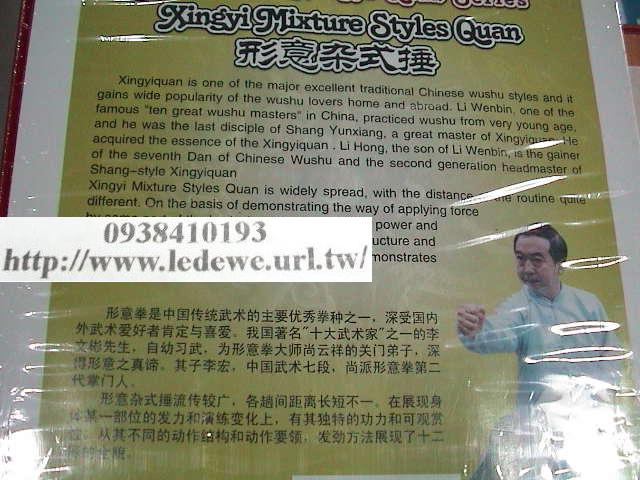 Xingyi Mixture Styles Quan
形意杂式捶
Xingyiquan is one of the major excellent traditional Chinese wushu styles and it
gains wide popularity of the wushu lovers home and abroad. Li Wenbin, one of the
famous "ten great wushu masters" in China, practiced wushu from very young age,
and he was the last disciple of Shang Yunxiang, a great master of Xingyiquan. He
acquired the essence of the Xingyiquan . Li Hong, the son of Li Wenbin, is the gainer
of the seventh Dan of Chinese Wushu and the second generation headmaster of
Shang-style Xingyiquan
Xingyi Mixture Styles Quan is widely spread, with the distance the routine quite
different. On the basis of demonstrating the way of applying force
power and
ructure and
monstrates
0938410193
http://www.ledewe.url.tw/
形意拳是中国传统武术的主要优秀拳种之一，深受国内
外武术爱好者肯定与喜爱。我国著名"十大武术家"之一的李
文彬先生，自幼习武，为形意拳大师尚云祥的关门弟子，深
得形意之真谛。其子李宏，中国武术七段，尚派形意拳第二
代掌门人。
形意杂式捶流传较广，各趟间距离长短不一。在展现身
体某一部位的发力和演练变化上，有其独特的功力和可观赏
性，从其不同的动作结构和动作要领，发劲方法展现了十二